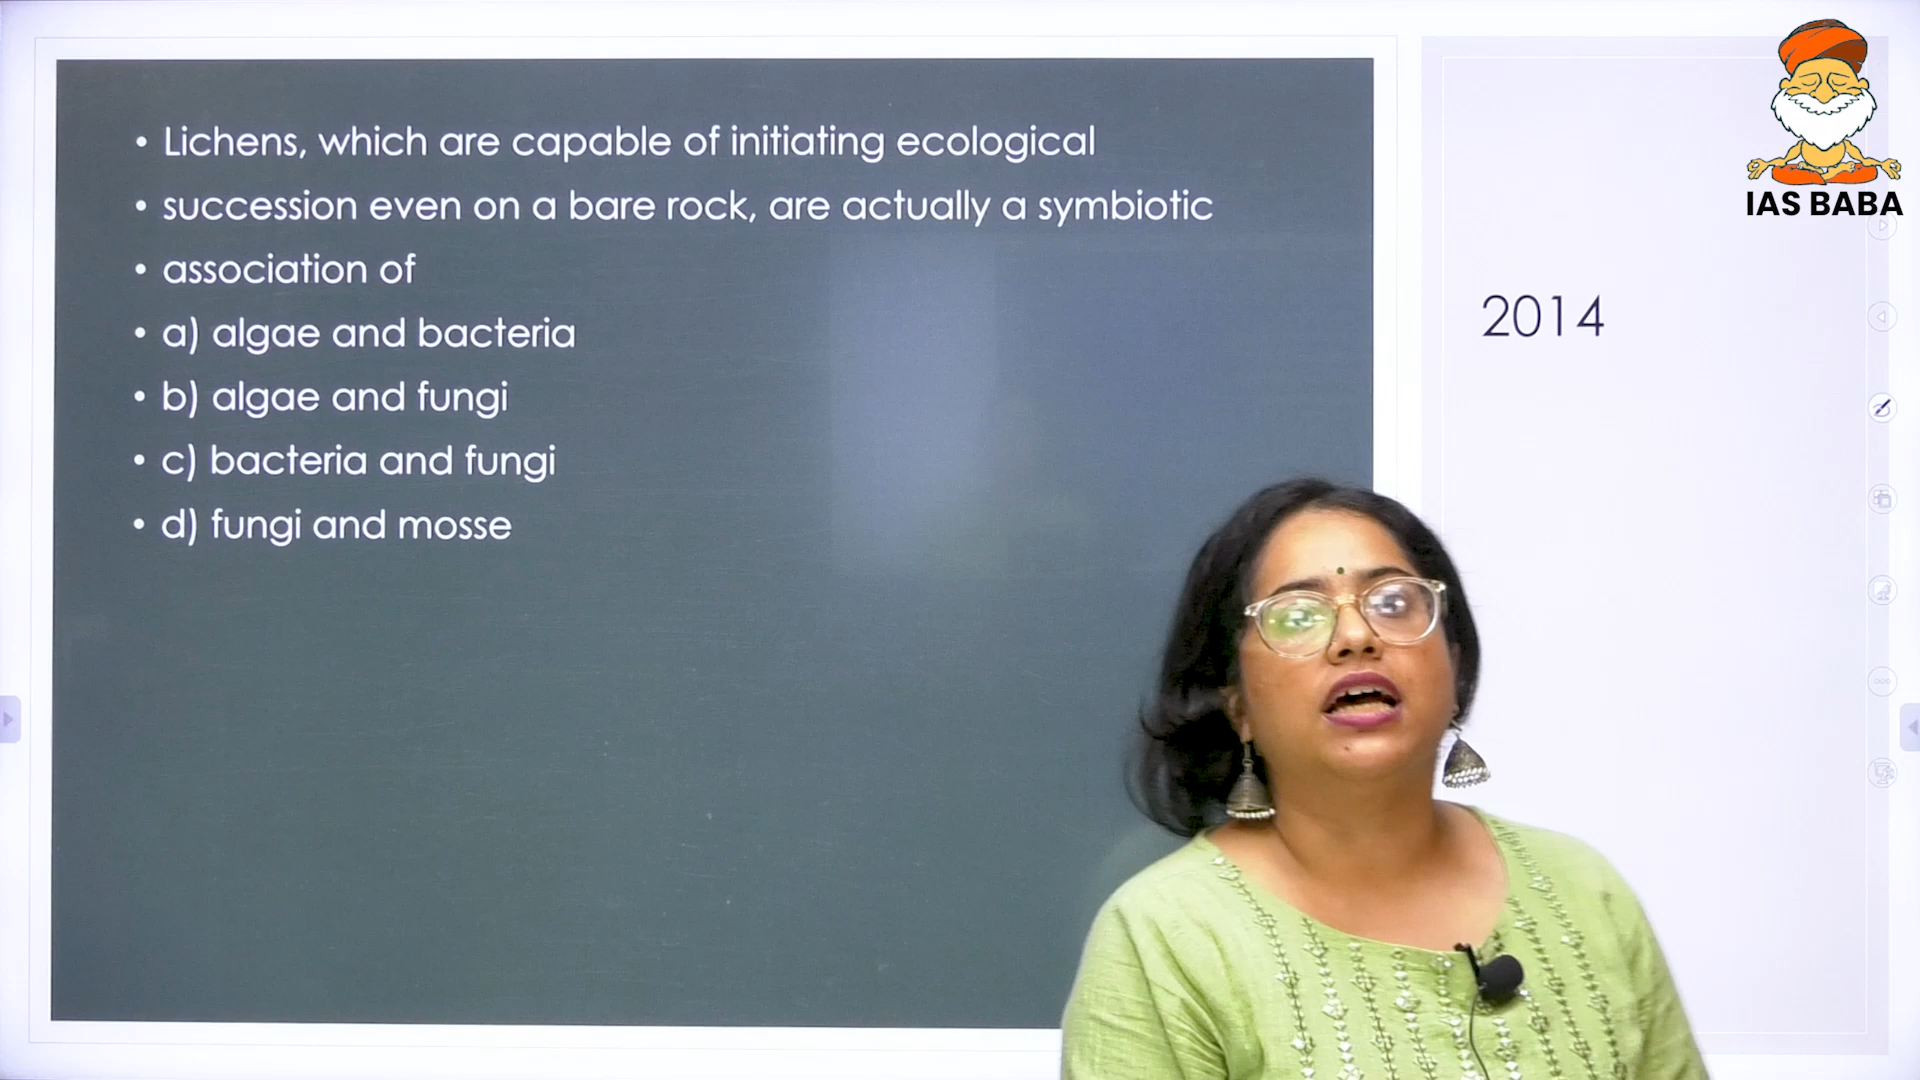 • Lichens, which are capable of initiating ecological
• succession even on a bare rock, are actually a symbiotic
• association of
• a) algae and bacteria
• b) algae and fungi
• c) bacteria and fungi
• d) fungi and mosse
2014
IAS BABA